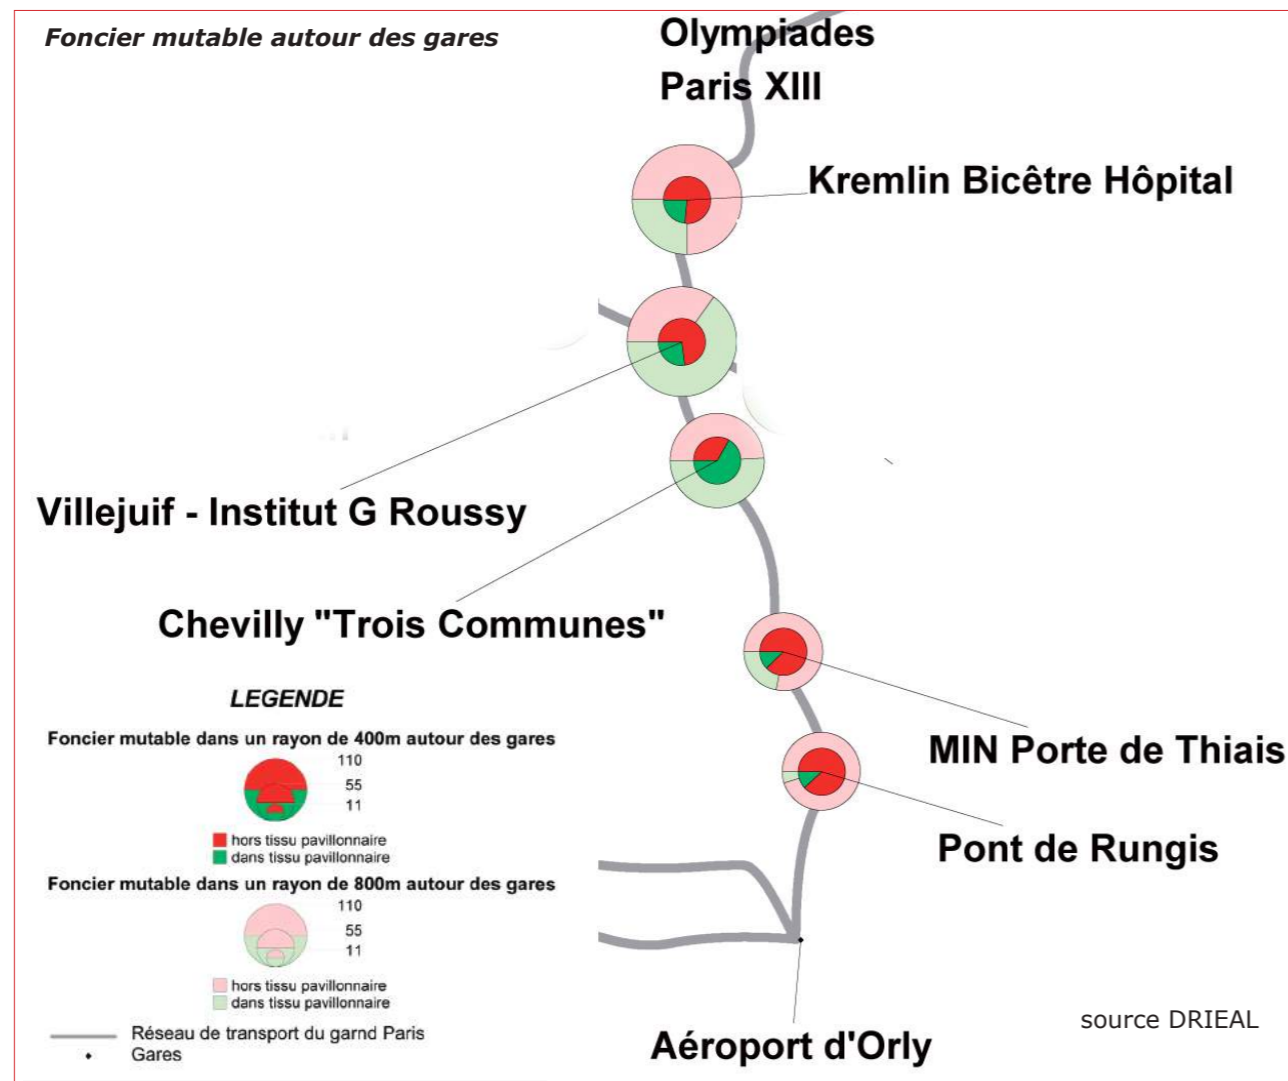 Foncier mutable autour des gares
Olympiades
Paris XIII
Kremlin Bicêtre Hôpital
Villejuif - Institut G Roussy
Chevilly "Trois Communes"
MIN Porte de Thiais
Pont de Rungis
Aéroport d'Orly
LEGENDE
Foncier mutable dans un rayon de 400m autour des gares
110
55
11
hors tissu pavillonnaire
dans tissu pavillonnaire
Foncier mutable dans un rayon de 800m autour des gares
110
55
11
hors tissu pavillonnaire
dans tissu pavillonnaire
Réseau de transport du garnd Paris
Gares
source DRIEAL